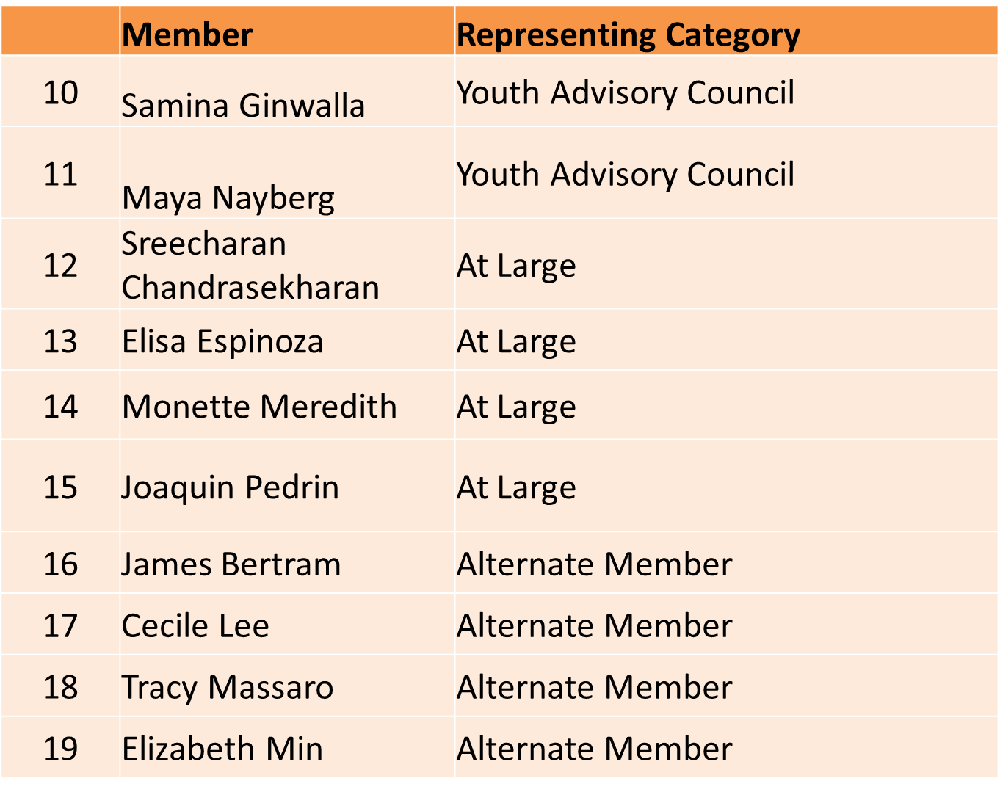 Member Representing Category
10 Samina Ginwalla Youth Advisory Council
11 Maya Nayberg Youth Advisory Council
12 Sreecharan Chandrasekharan At Large
13 Elisa Espinoza At Large
14 Monette Meredith At Large
15 Joaquin Pedrin At Large
16 James Bertram Alternate Member
17 Cecile Lee Alternate Member
18 Tracy Massaro Alternate Member
19 Elizabeth Min Alternate Member